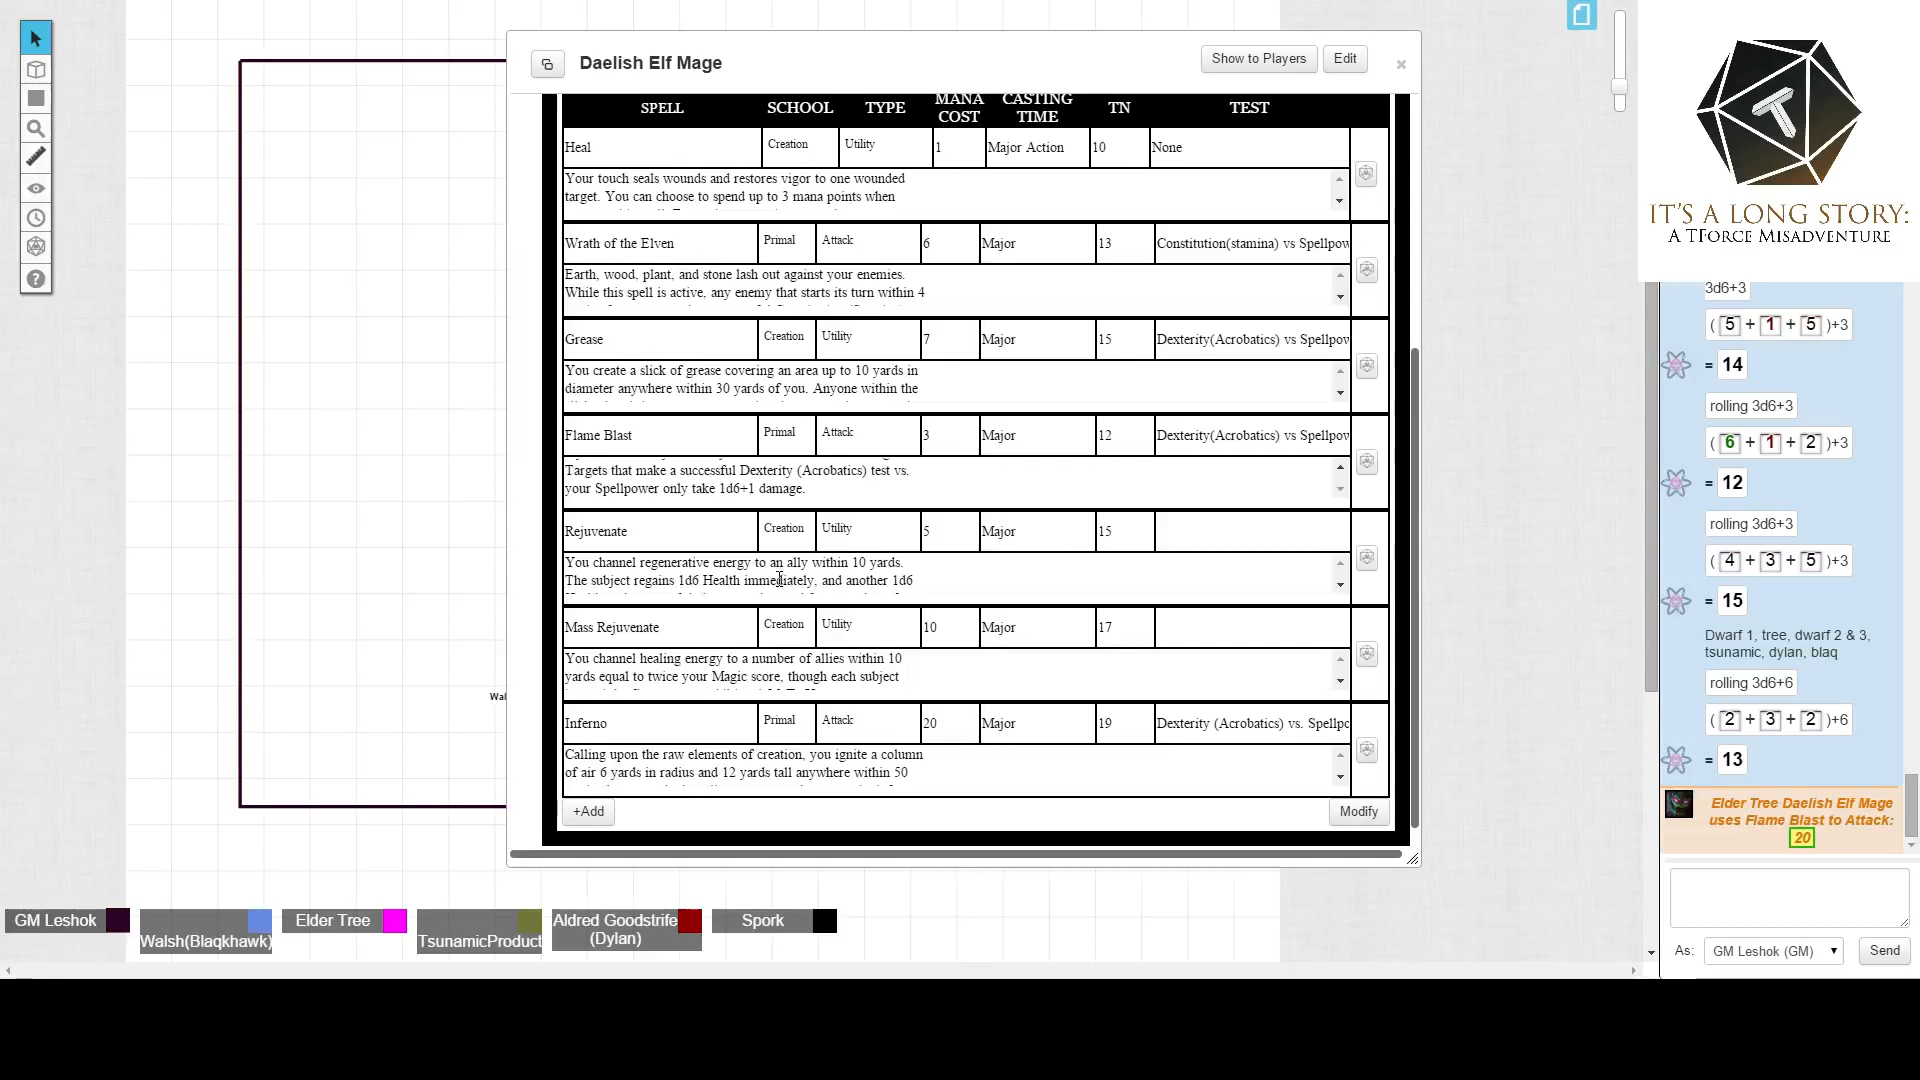 Daelish Elf Mage
Show to Players
Edit
SPELL SCHOOL TYPE MANA COST CASTING TIME TN TEST
Heal Creation Utility 1 Major Action 10 None
Your touch seals wounds and restores vigor to one wounded
target. You can choose to spend up to 3 mana points when
Wrath of the Elven Primal Attack 6 Major 13 Constitution(stamina) vs Spellpow
Earth, wood, plant, and stone lash out against your enemies.
While this spell is active, any enemy that starts its turn within 4
Grease Creation Utility 7 Major 15 Dexterity(Acrobatics) vs Spellpov
You create a slick of grease covering an area up to 10 yards in
diameter anywhere within 30 yards of you. Anyone within the
Flame Blast Primal Attack 3 Major 12 Dexterity(Acrobatics) vs Spellpov
Targets that make a successful Dexterity (Acrobatics) test vs.
your Spellpower only take 1d6+1 damage.
Rejuvenate Creation Utility 5 Major 15
You channel regenerative energy to an ally within 10 yards.
The subject regains 1d6 Health immediately, and another 1d6
Mass Rejuvenate Creation Utility 10 Major 17
You channel healing energy to a number of allies within 10
yards equal to twice your Magic score, though each subject
Inferno Primal Attack 20 Major 19 Dexterity (Acrobatics) vs. Spellpc
Calling upon the raw elements of creation, you ignite a column
of air 6 yards in radius and 12 yards tall anywhere within 50
+Add
Modify
Wal
GM Leshok
Walsh(Blaqkhawk)
Elder Tree
TsunamicProduct
Aldred Goodstrife
(Dylan)
Spork
T
IT'S A LONG STORY:
A TFORCE MISADVENTURE
3d6+3
(5+1+5)+3
= 14
rolling 3d6+3
(6+1+2)+3
= 12
rolling 3d6+3
(4+3+5)+3
= 15
Dwarf 1, tree, dwarf 2 & 3,
tsunamic, dylan, blaq
rolling 3d6+6
(2+3+2)+6
= 13
Elder Tree Daelish Elf Mage
uses Flame Blast to Attack:
20
As: GM Leshok (GM)
Send